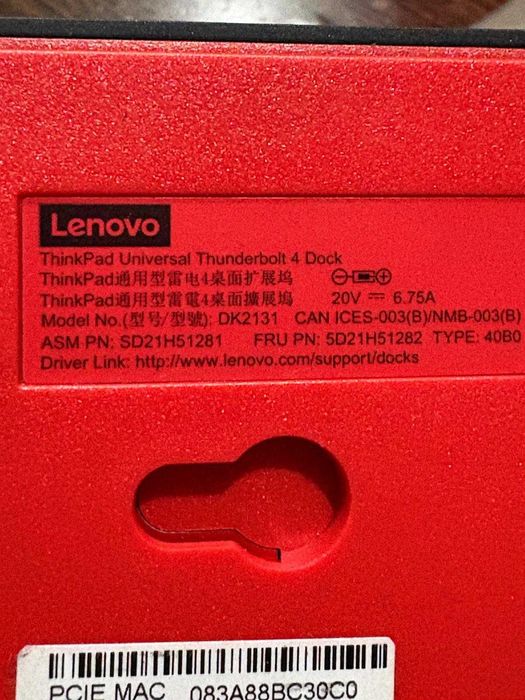 Lenovo
ThinkPad Universal Thunderbolt 4 Dock
ThinkPad通用型雷电4桌面扩展坞
ThinkPad通用型雷電4桌面擴展塢 20V 6.75A
Model No.(型号/型號): DK2131 CAN ICES-003(B)/NMB-003(B)
ASM PN: SD21H51281 FRU PN: 5D21H51282 TYPE: 40B0
Driver Link: http://www.lenovo.com/support/docks
PCIE MAC 083A88BC30C0